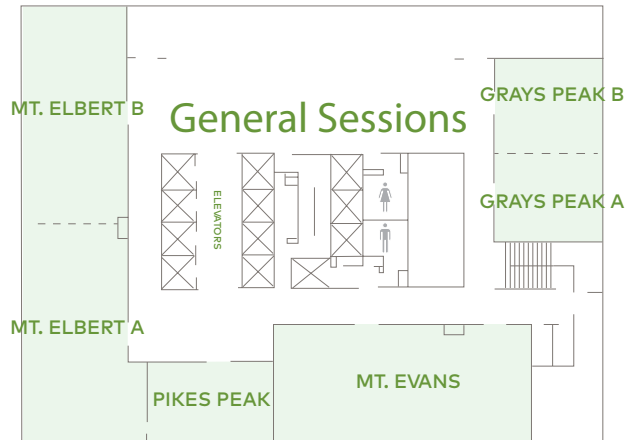 MT. ELBERT B
General Sessions
GRAYS PEAK B
ELEVATORS
GRAYS PEAK A
MT. ELBERT A
PIKES PEAK
MT. EVANS